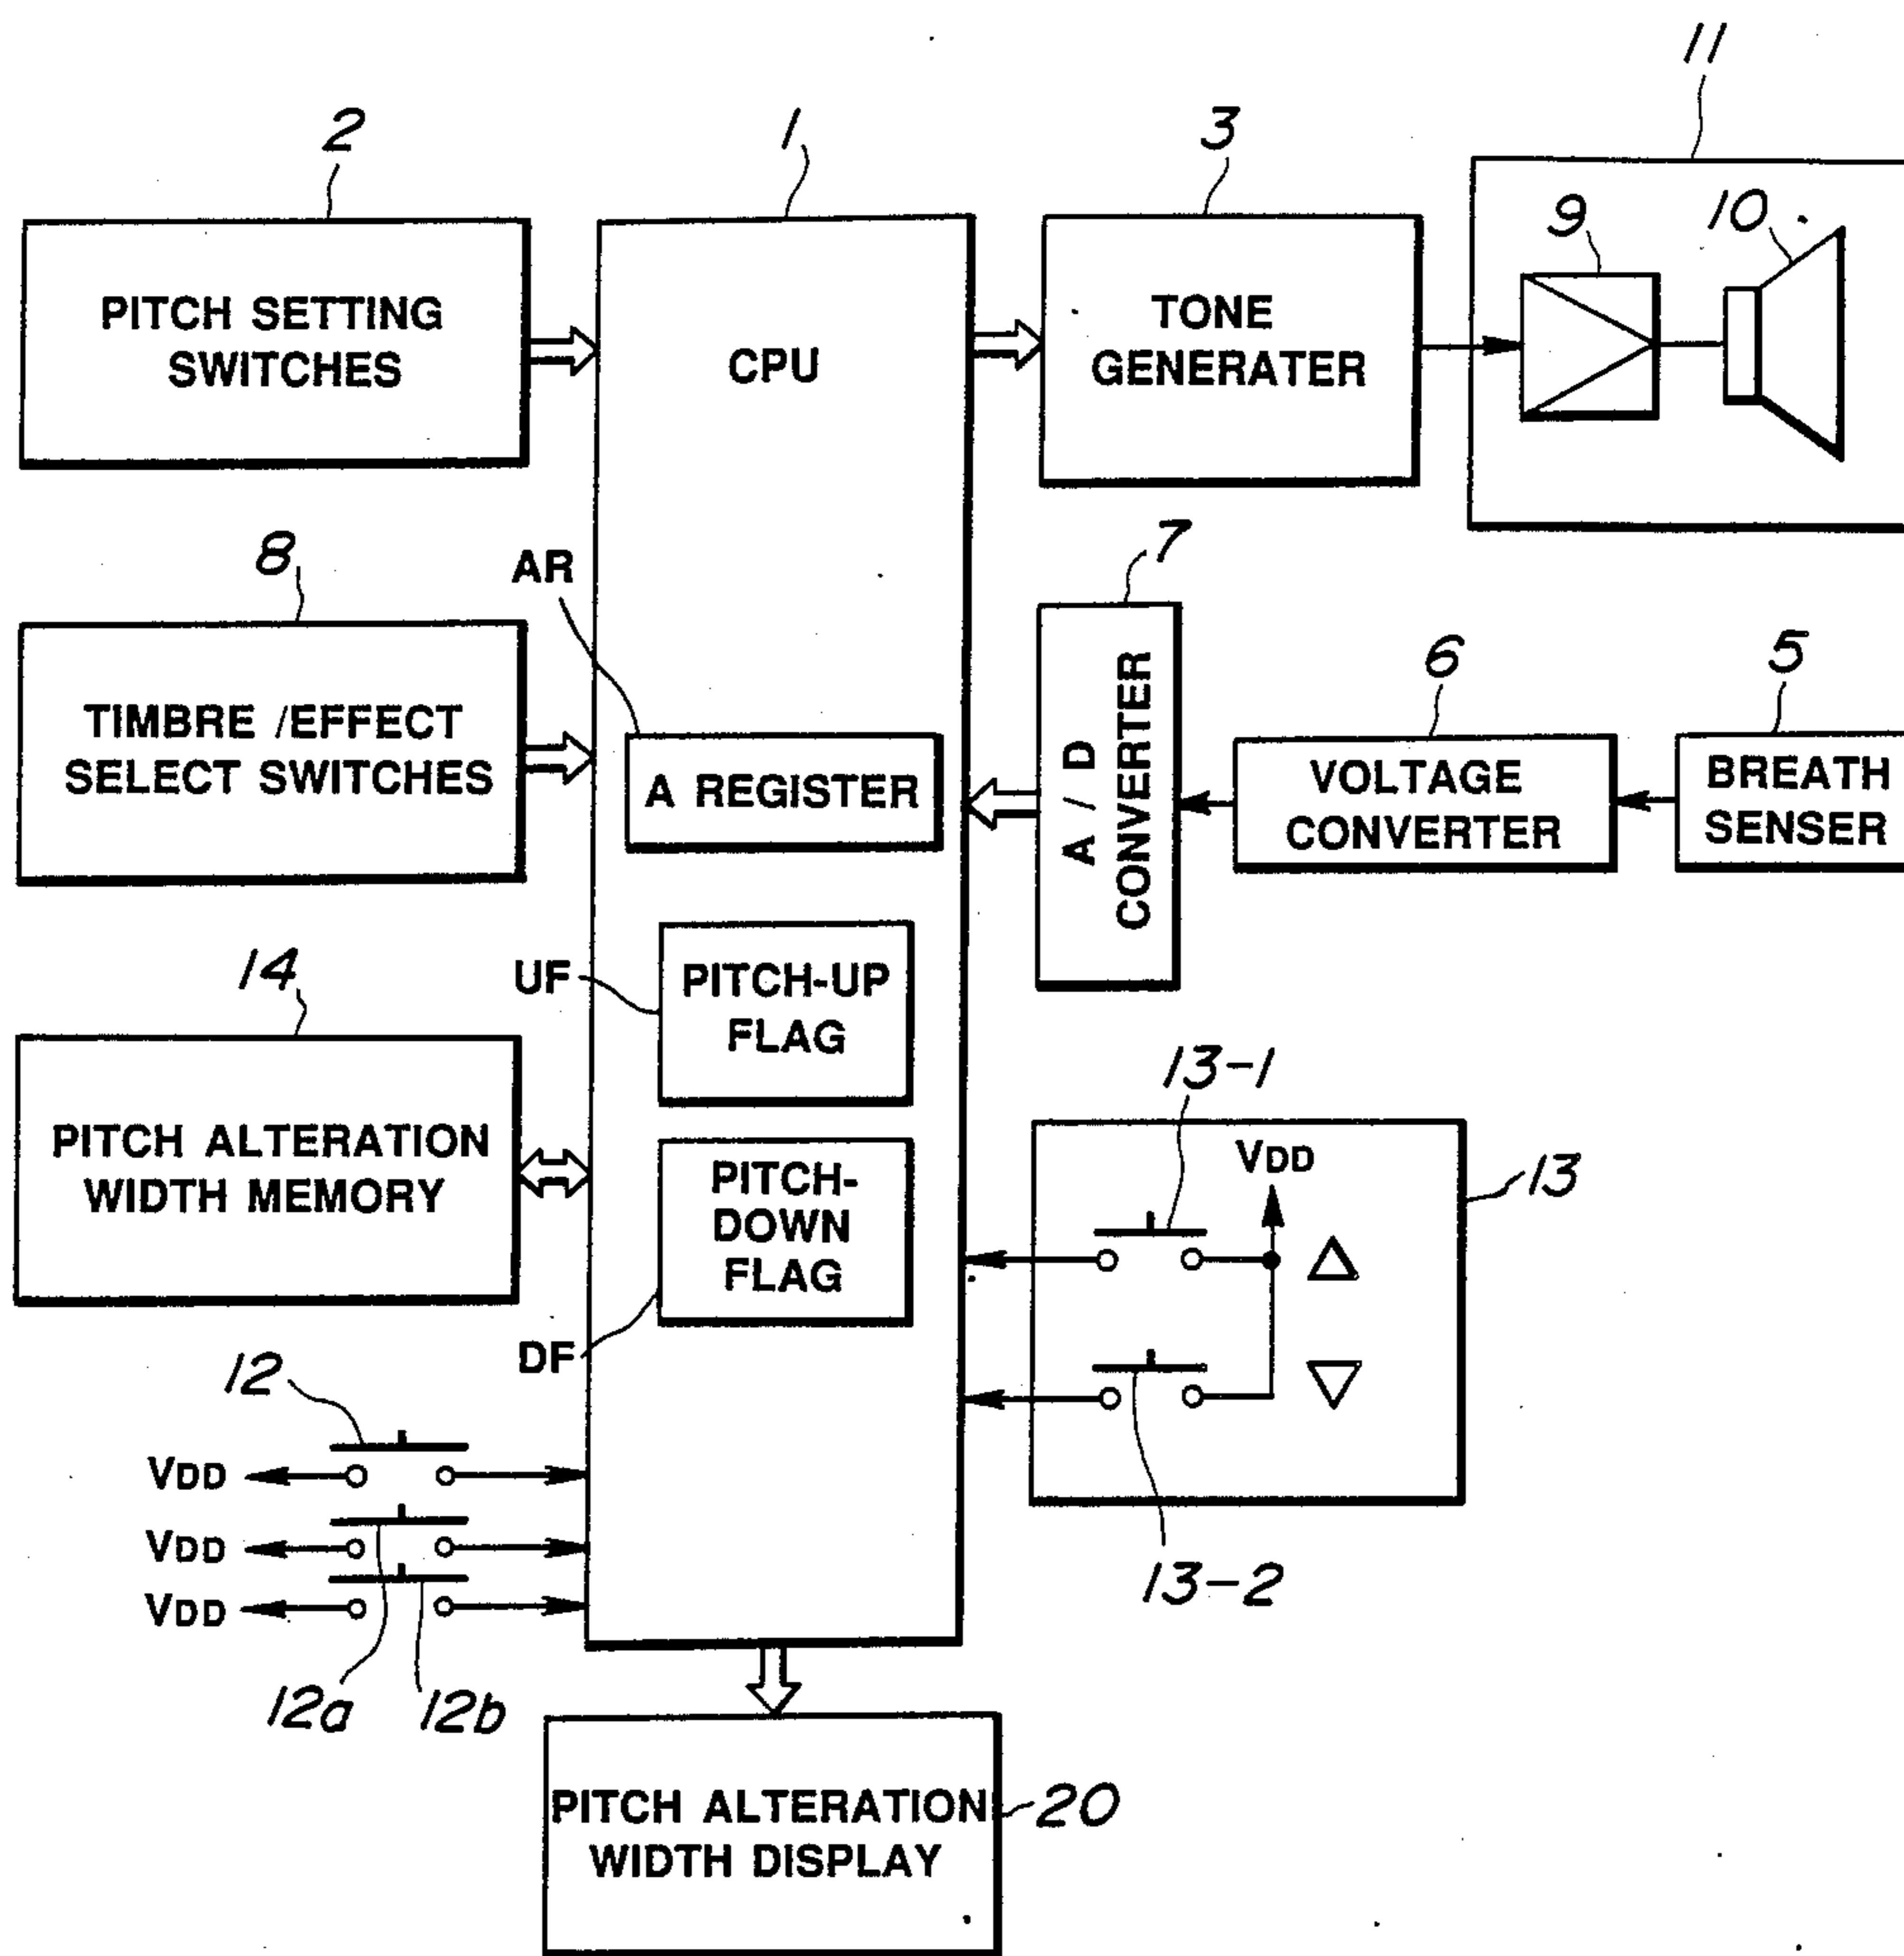 11
2
1
3
9
10
PITCH SETTING
SWITCHES
CPU
TONE
GENERATER
8
AR
7
6
5
TIMBRE /EFFECT
SELECT SWITCHES
A REGISTER
A / D
CONVERTER
VOLTAGE
CONVERTER
BREATH
SENSER
14
UF
PITCH-UP
FLAG
13-1
PITCH ALTERATION
WIDTH MEMORY
PITCH-
DOWN
FLAG
VDD
13
DF
12
VDD
VDD
VDD
13-2
12a
12b
PITCH ALTERATION
WIDTH DISPLAY
20